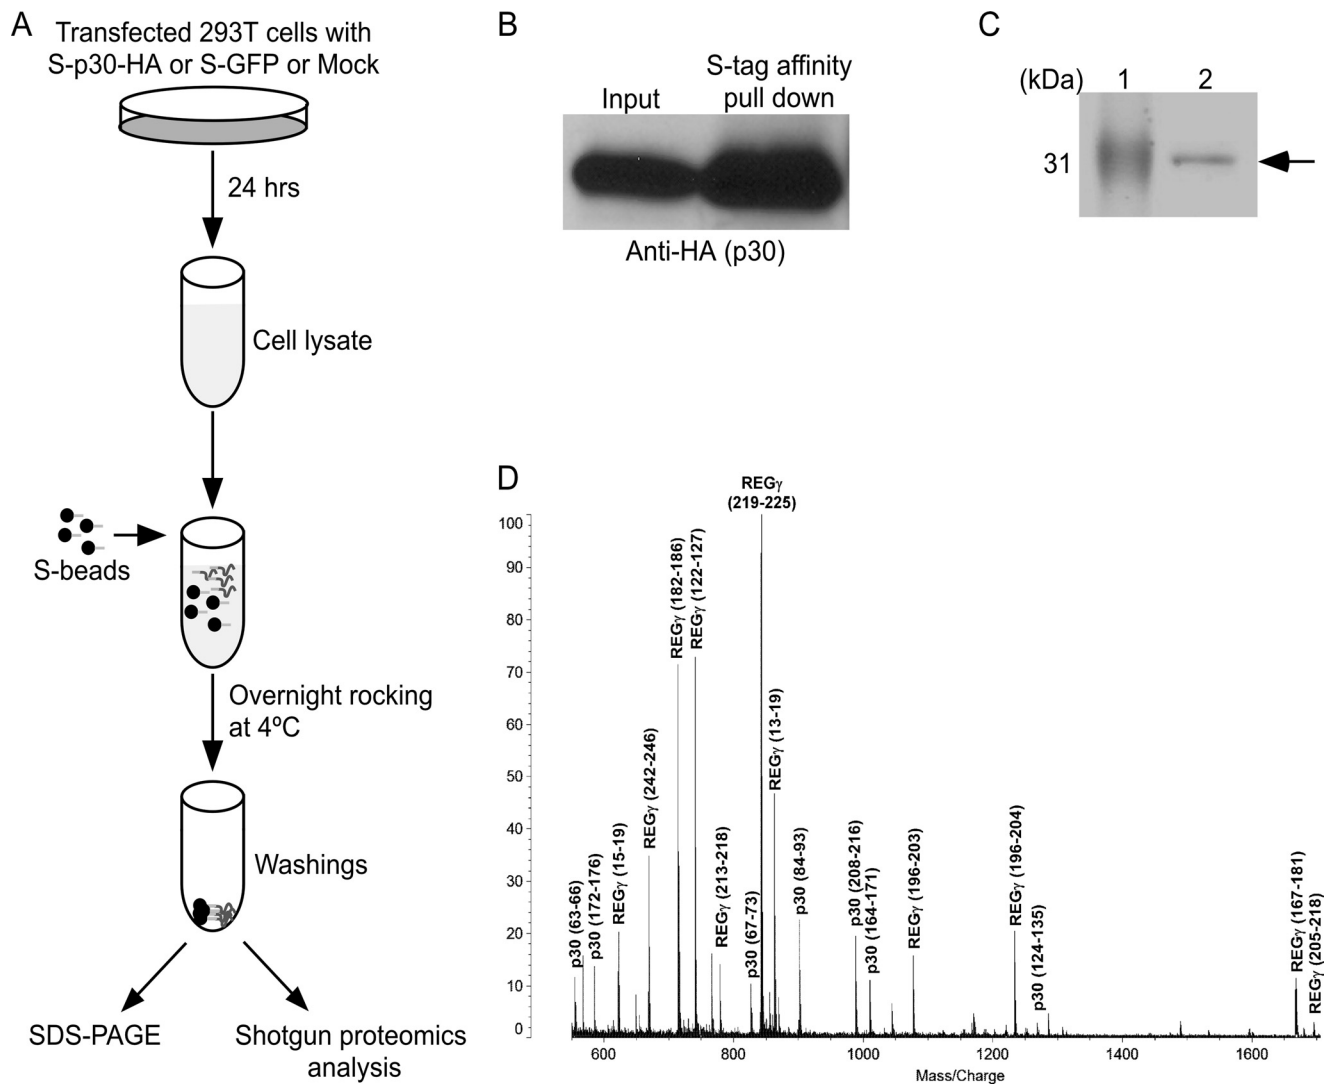 A
Transfected 293T cells with
S-p30-HA or S-GFP or Mock
24 hrs
Cell lysate
S-beads
Overnight rocking
at 4ºC
Washings
SDS-PAGE
Shotgun proteomics
analysis
B
Input
S-tag affinity
pull down
Anti-HA (p30)
C
(kDa)
1
2
31
D
100
90
80
70
60
50
40
30
20
10
0
p30 (63-66)
p30 (172-176)
REGγ (15-19)
REGγ (242-246)
REGγ (182-186)
REGγ (122-127)
REGγ (213-218)
p30 (67-73)
REGγ
(219-225)
REGγ (13-19)
p30 (84-93)
p30 (208-216)
p30 (164-171)
REGγ (196-203)
REGγ (196-204)
p30 (124-135)
REGγ (167-181)
REGγ (205-218)
600
800
1000
1200
1400
1600
Mass/Charge